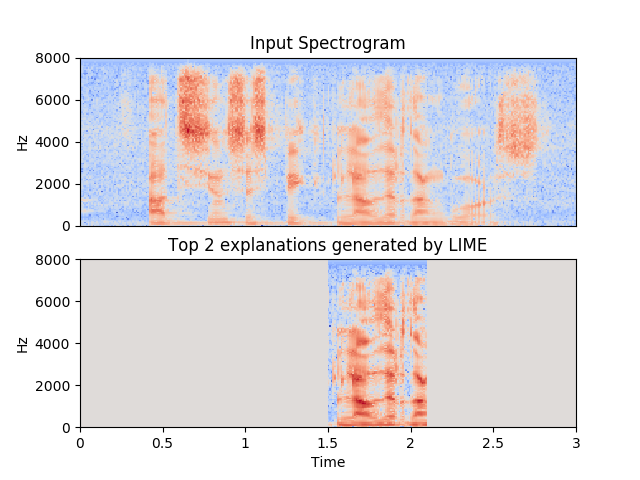 Input Spectrogram
8000
6000
4000
2000
0
Hz
Top 2 explanations generated by LIME
8000
6000
4000
2000
0
Hz
0 0.5 1 1.5 2 2.5 3
Time